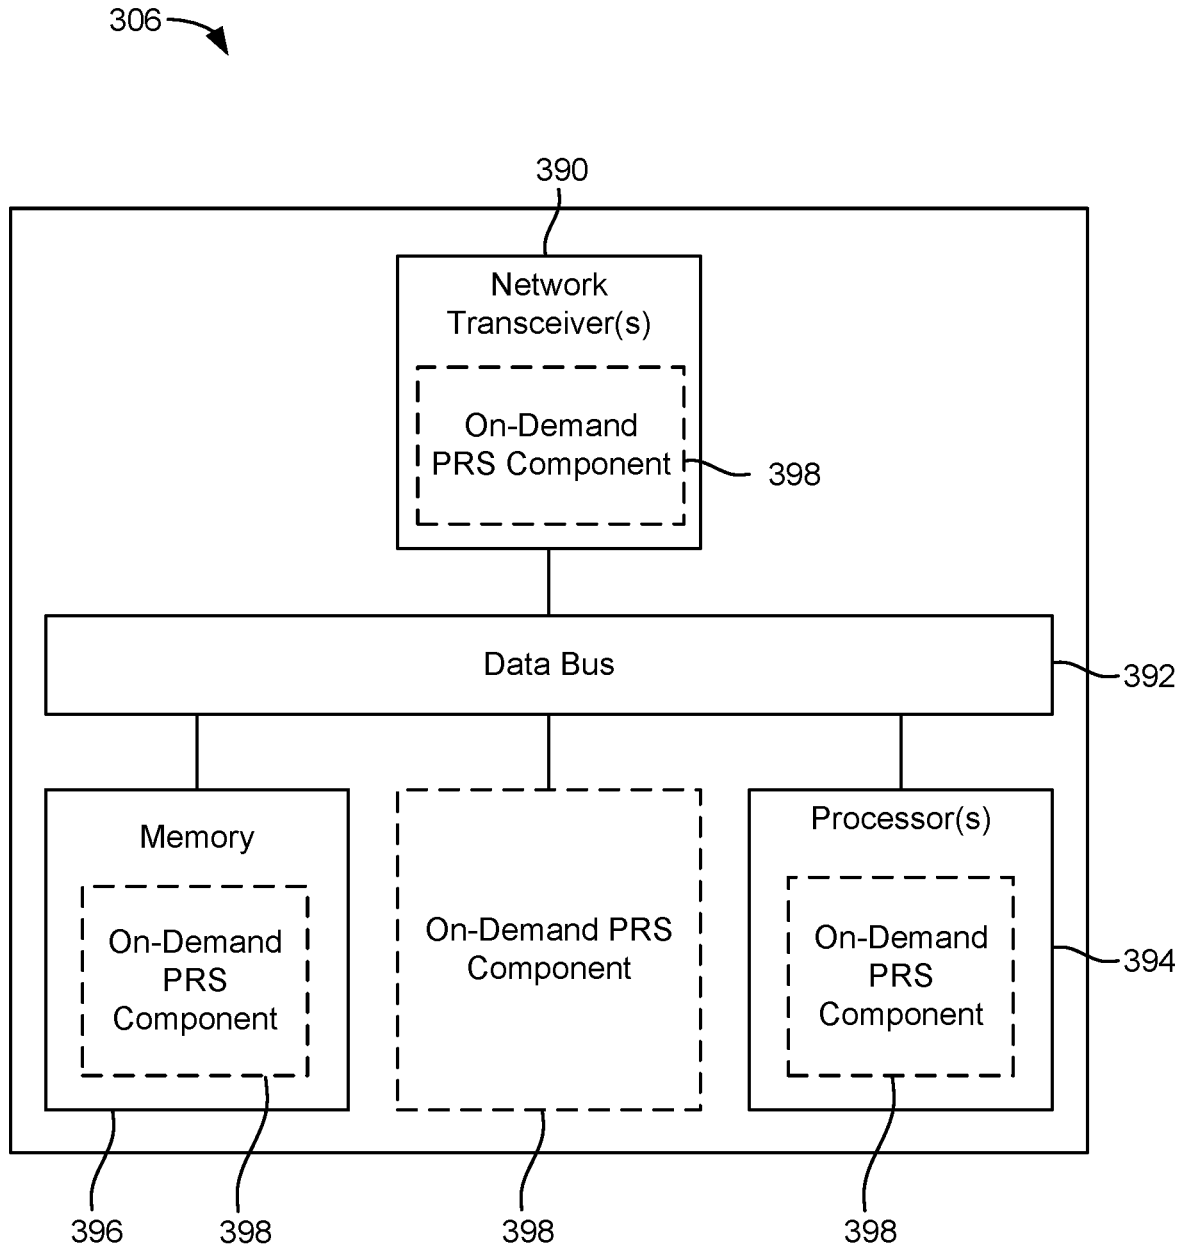 306
390
Network
Transceiver(s)
On-Demand
PRS Component
398
Data Bus
392
Memory
On-Demand
PRS
Component
On-Demand PRS
Component
Processor(s)
On-Demand
PRS
Component
394
396
398
398
398